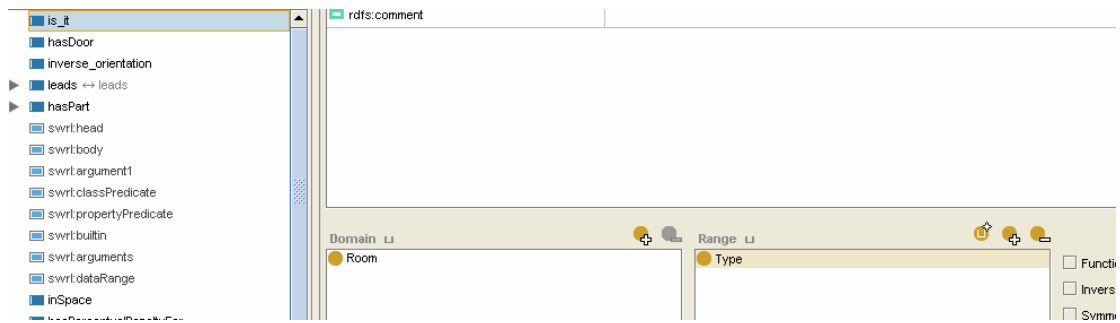 is_it
hasDoor
inverse_orientation
leads ↔ leads
hasPart
swrl:head
swrl:body
swrl:argument1
swrl:classPredicate
swrl:propertyPredicate
swrl:builtin
swrl:arguments
swrl:dataRange
inSpace
rdfs:comment
Domain ⊔
Room
Range ⊔
Type
Functi
Invers
Symme